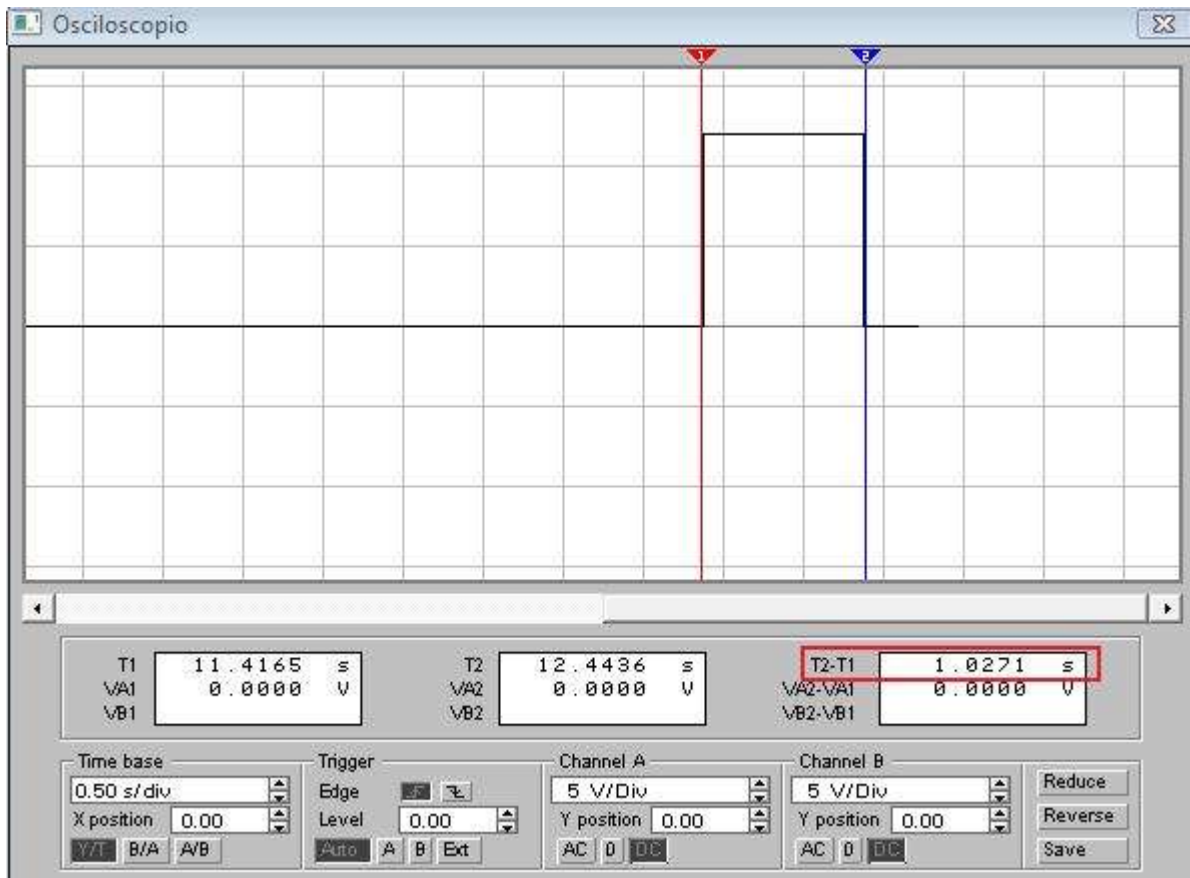 Osciloscopio
1 2
T1 11.4165 s T2 12.4436 s T2-T1 1.0271 s
VA1 0.0000 V VA2 0.0000 V VA2-VA1 0.0000 V
VB1 VB2 VB2-VB1
Time base Trigger Channel A Channel B
0.50 s/div Edge 5 V/Div 5 V/Div Reduce
X position 0.00 Level 0.00 Y position 0.00 Y position 0.00 Reverse
Y/T B/A A/B Auto A B Ext AC 0 DC AC 0 DC Save